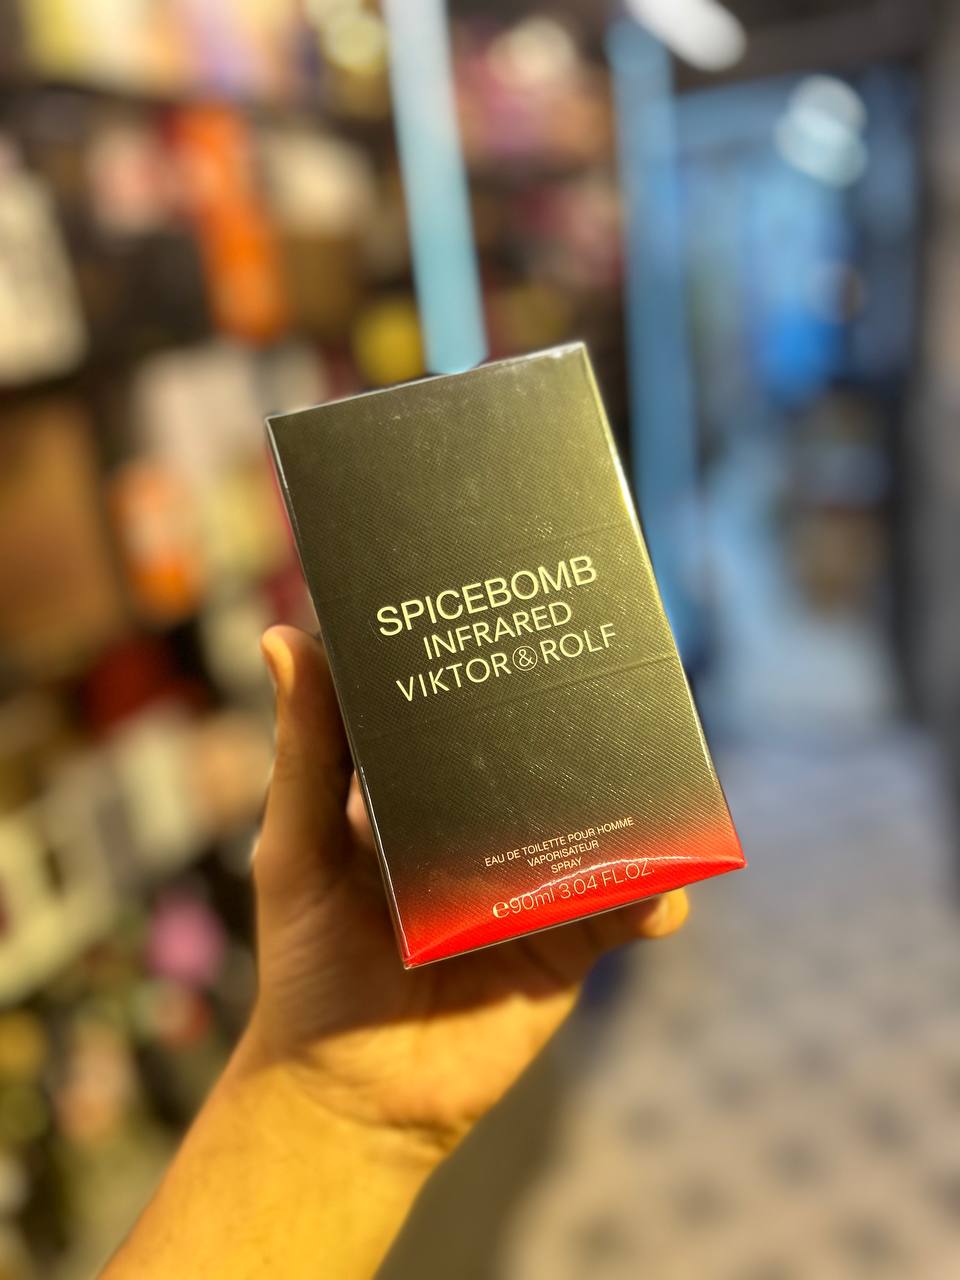 SPICEBOMB
INFRARED
VIKTOR & ROLF
EAU DE TOILETTE POUR HOMME
VAPORISATEUR
SPRAY
℮90ml 3.04 FL.OZ.